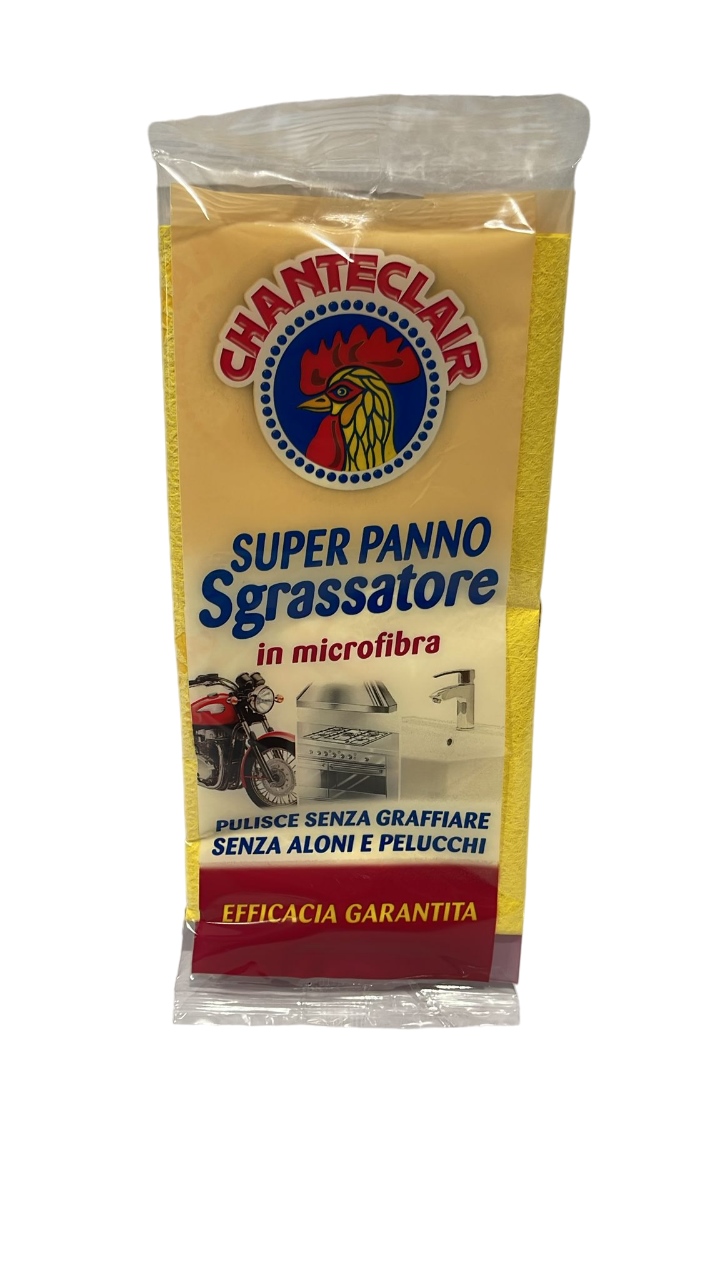 CHANTECLAIR
SUPER PANNO
Sgrassatore
in microfibra
PULISCE SENZA GRAFFIARE
SENZA ALONI E PELUCCHI
EFFICACIA GARANTITA